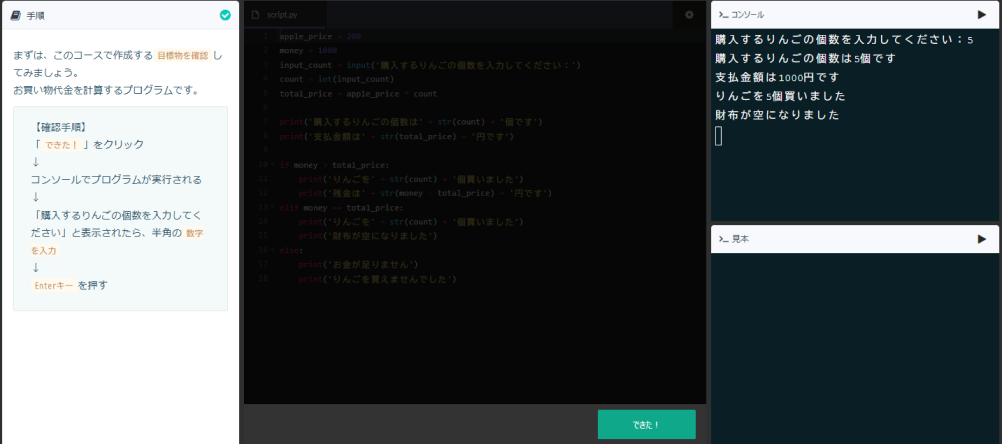 手順
まずは、このコースで作成する 目標物を確認 し
てみましょう。
お買い物代金を計算するプログラムです。
【確認手順】
「 できた！ 」をクリック
↓
コンソールでプログラムが実行される
↓
「購入するりんごの個数を入力してく
ださい」と表示されたら、半角の 数字
を入力
↓
Enterキー を押す
script.py
1 apple_price = 200
2 money = 1000
3 input_count = input('購入するりんごの個数を入力してください：')
4 count = int(input_count)
5 total_price = apple_price * count
6
7 print('購入するりんごの個数は' + str(count) + '個です')
8 print('支払金額は' + str(total_price) + '円です')
9
10 if money > total_price:
11 print('りんごを' + str(count) + '個買いました')
12 print('残金は' + str(money - total_price) + '円です')
13 elif money == total_price:
14 print('りんごを' + str(count) + '個買いました')
15 print('財布が空になりました')
16 else:
17 print('お金が足りません')
18 print('りんごを買えませんでした')
できた！
コンソール
購入するりんごの個数を入力してください：5
購入するりんごの個数は5個です
支払金額は1000円です
りんごを5個買いました
財布が空になりました
見本